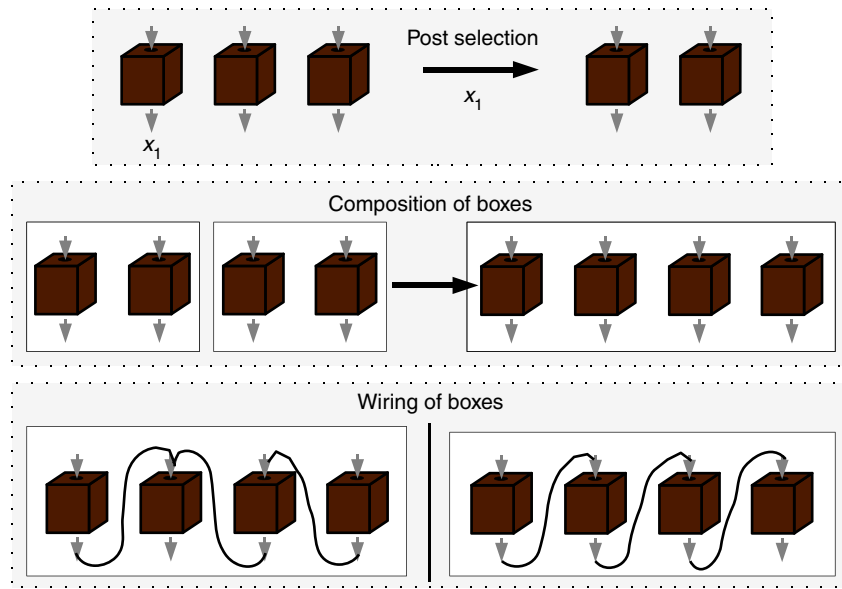 Post selection
x₁
x₁
Composition of boxes
Wiring of boxes